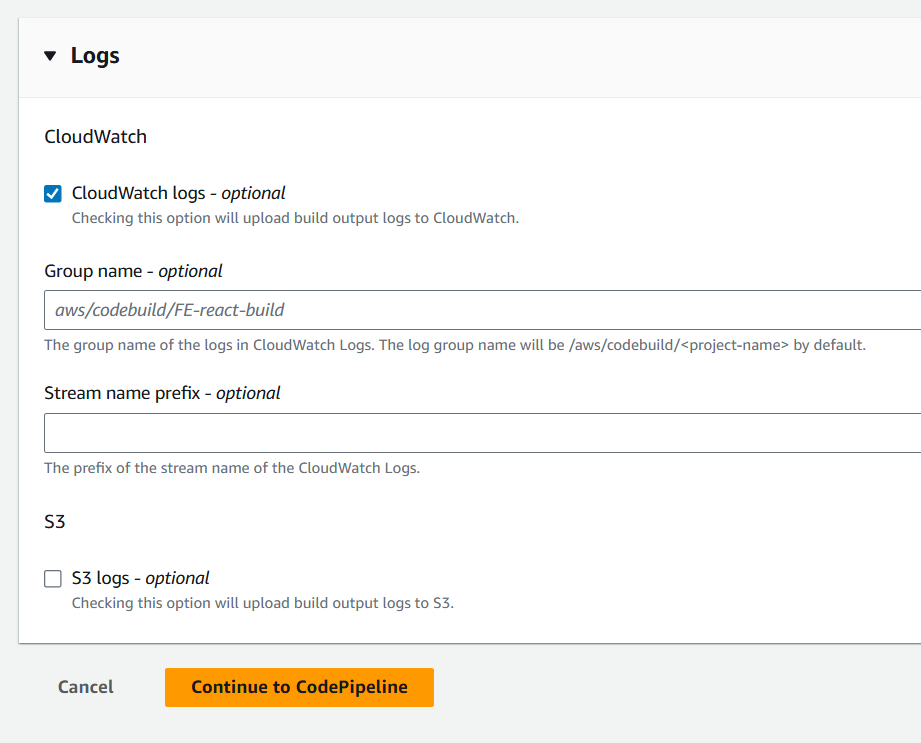 Logs
CloudWatch
CloudWatch logs - optional
Checking this option will upload build output logs to CloudWatch.
Group name - optional
aws/codebuild/FE-react-build
The group name of the logs in CloudWatch Logs. The log group name will be /aws/codebuild/<project-name> by default.
Stream name prefix - optional
The prefix of the stream name of the CloudWatch Logs.
S3
S3 logs - optional
Checking this option will upload build output logs to S3.
Cancel
Continue to CodePipeline